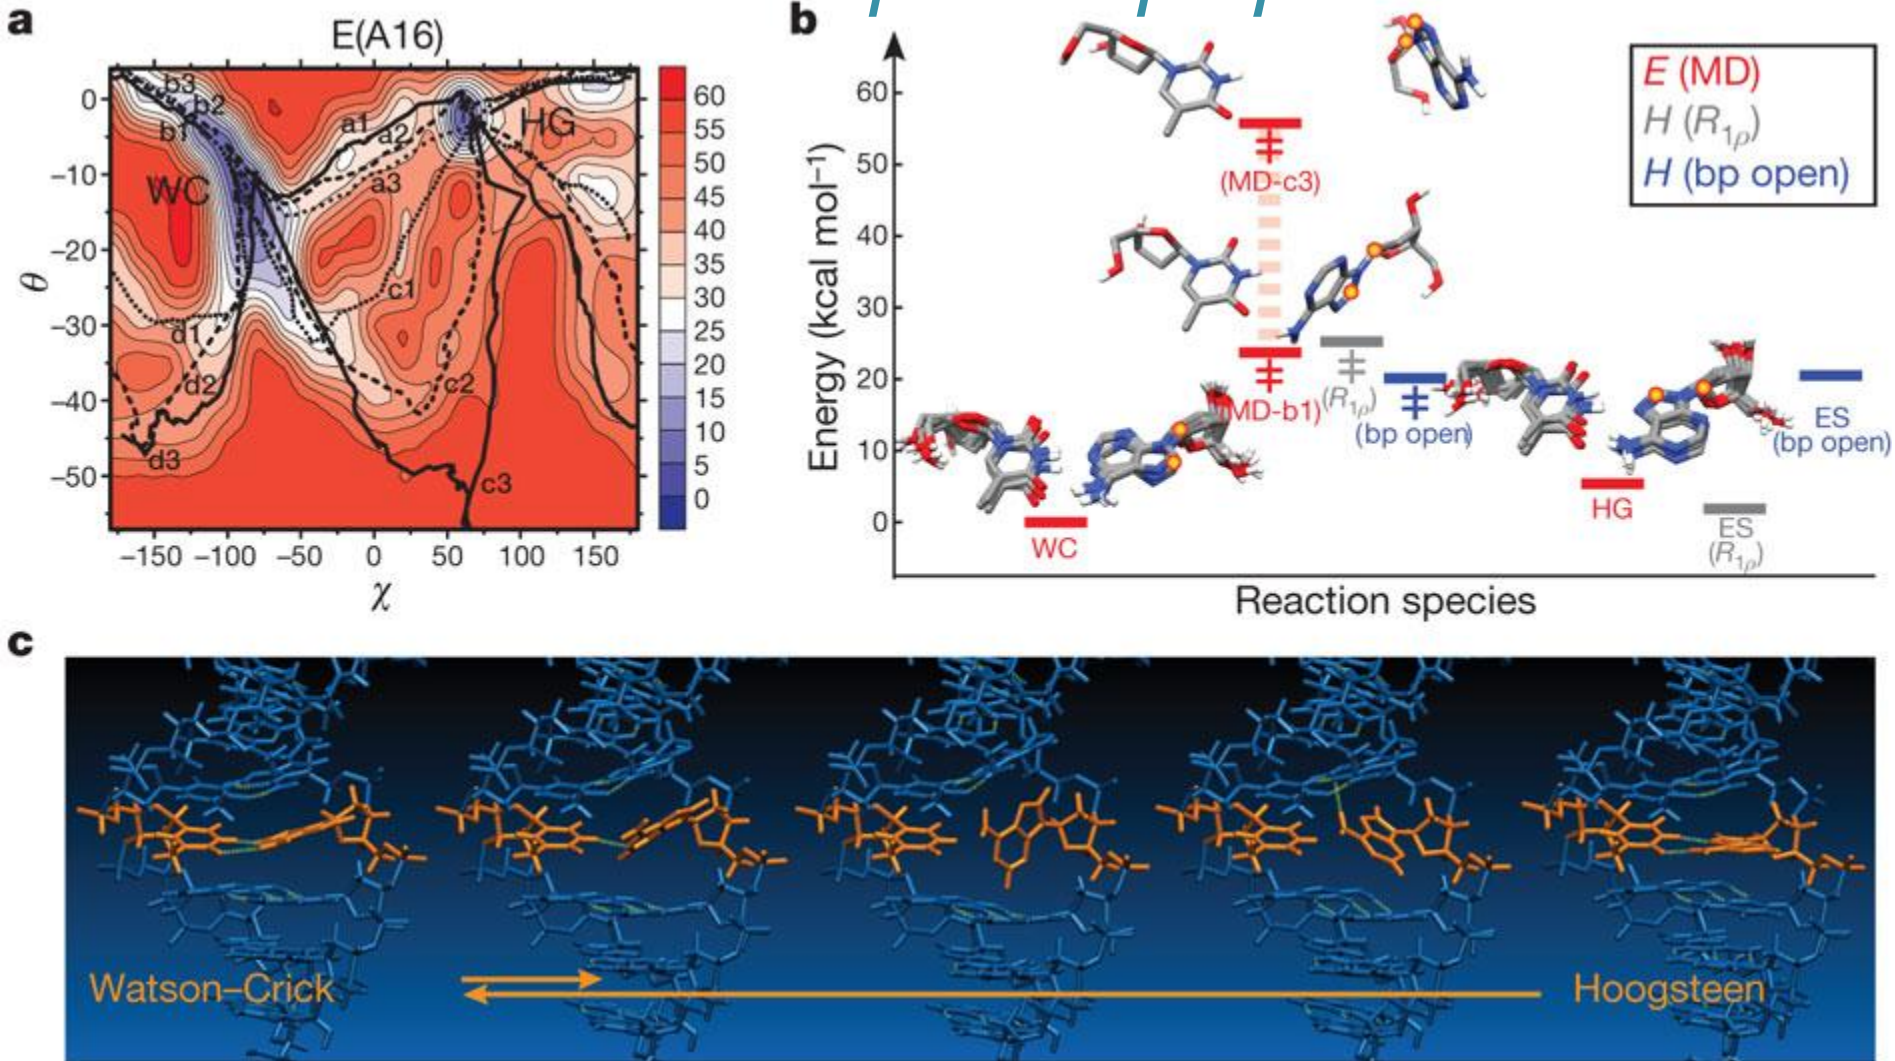 a
E(A16)
b3
b2
b1
a1
a2
a3
HG
WC
c1
d1
d2
c2
d3
c3
0
−10
−20
−30
−40
−50
θ
−150 −100 −50 0 50 100 150
χ
60
55
50
45
40
35
30
25
20
15
10
5
0
b
Energy (kcal mol−1)
60
50
40
30
20
10
0
E (MD)
H (R1ρ)
H (bp open)
‡
(MD-c3)
‡
(MD-b1)
‡
(R1ρ)
‡
(bp open)
WC
HG
ES
(R1ρ)
ES
(bp open)
Reaction species
c
Watson–Crick
Hoogsteen